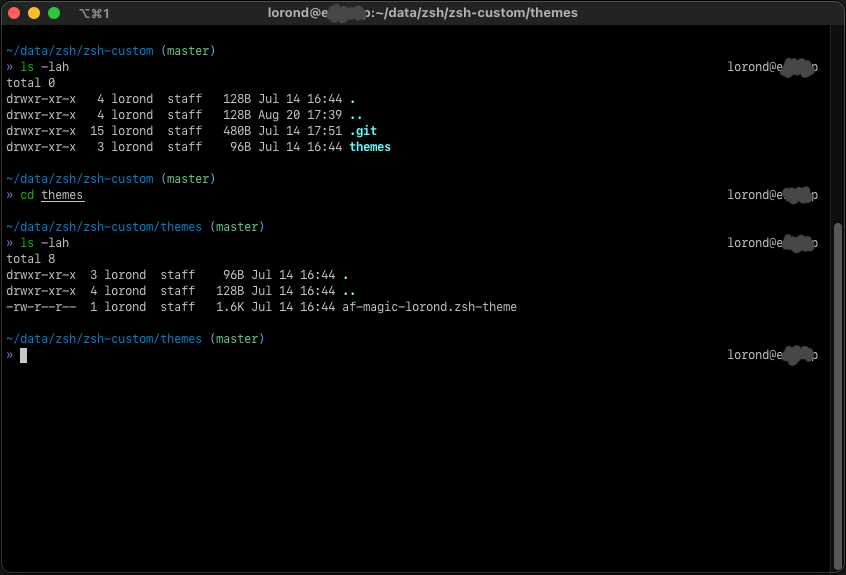 ⌥⌘1 lorond@e p:~/data/zsh/zsh-custom/themes
~/data/zsh/zsh-custom (master)
» ls -lah lorond@e p
total 0
drwxr-xr-x   4 lorond  staff   128B Jul 14 16:44 .
drwxr-xr-x   4 lorond  staff   128B Aug 20 17:39 ..
drwxr-xr-x  15 lorond  staff   480B Jul 14 17:51 .git
drwxr-xr-x   3 lorond  staff    96B Jul 14 16:44 themes
~/data/zsh/zsh-custom (master)
» cd themes lorond@e p
~/data/zsh/zsh-custom/themes (master)
» ls -lah lorond@e p
total 8
drwxr-xr-x  3 lorond  staff    96B Jul 14 16:44 .
drwxr-xr-x  4 lorond  staff   128B Jul 14 16:44 ..
-rw-r--r--  1 lorond  staff   1.6K Jul 14 16:44 af-magic-lorond.zsh-theme
~/data/zsh/zsh-custom/themes (master)
» lorond@e p